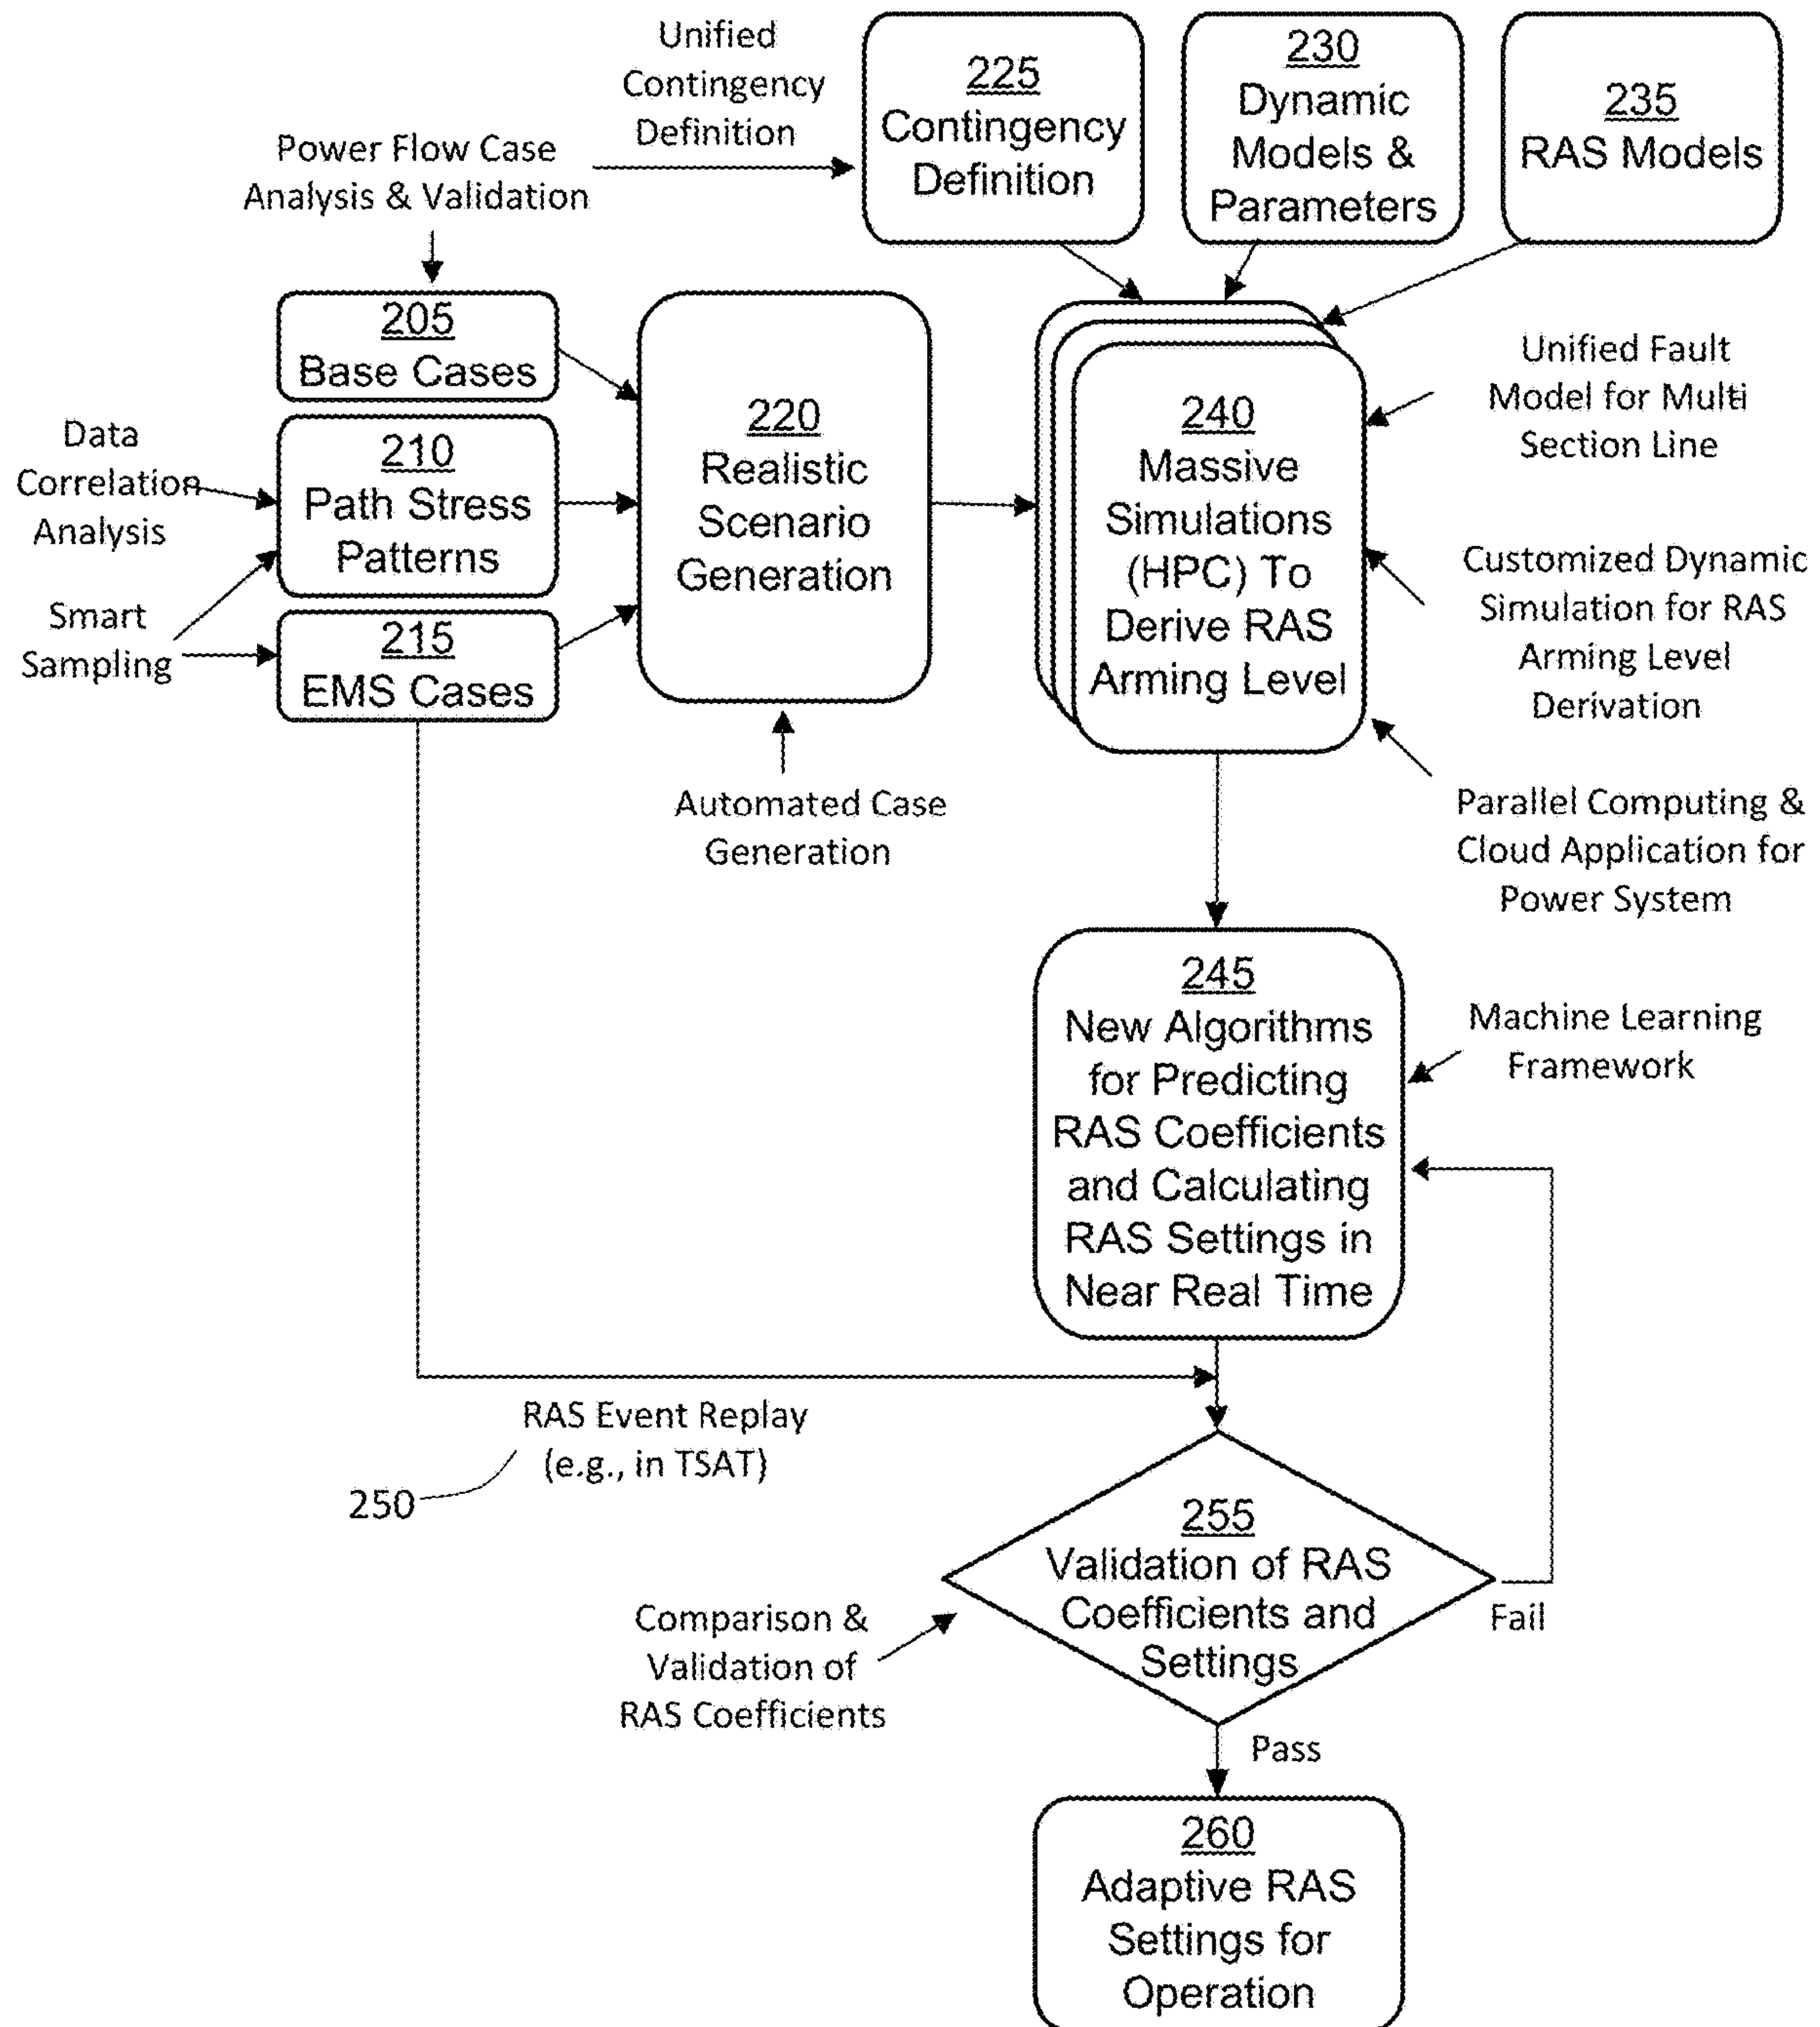 Unified
Contingency
Definition
225
Contingency
Definition
230
Dynamic
Models &
Parameters
235
RAS Models
Power Flow Case
Analysis & Validation
205
Base Cases
Data
Correlation
Analysis
210
Path Stress
Patterns
Smart
Sampling
215
EMS Cases
220
Realistic
Scenario
Generation
Automated Case
Generation
240
Massive
Simulations
(HPC) To
Derive RAS
Arming Level
Unified Fault
Model for Multi
Section Line
Customized Dynamic
Simulation for RAS
Arming Level
Derivation
Parallel Computing &
Cloud Application for
Power System
245
New Algorithms
for Predicting
RAS Coefficients
and Calculating
RAS Settings in
Near Real Time
Machine Learning
Framework
RAS Event Replay
(e.g., in TSAT)
250
255
Validation of RAS
Coefficients and
Settings
Fail
Comparison &
Validation of
RAS Coefficients
Pass
260
Adaptive RAS
Settings for
Operation